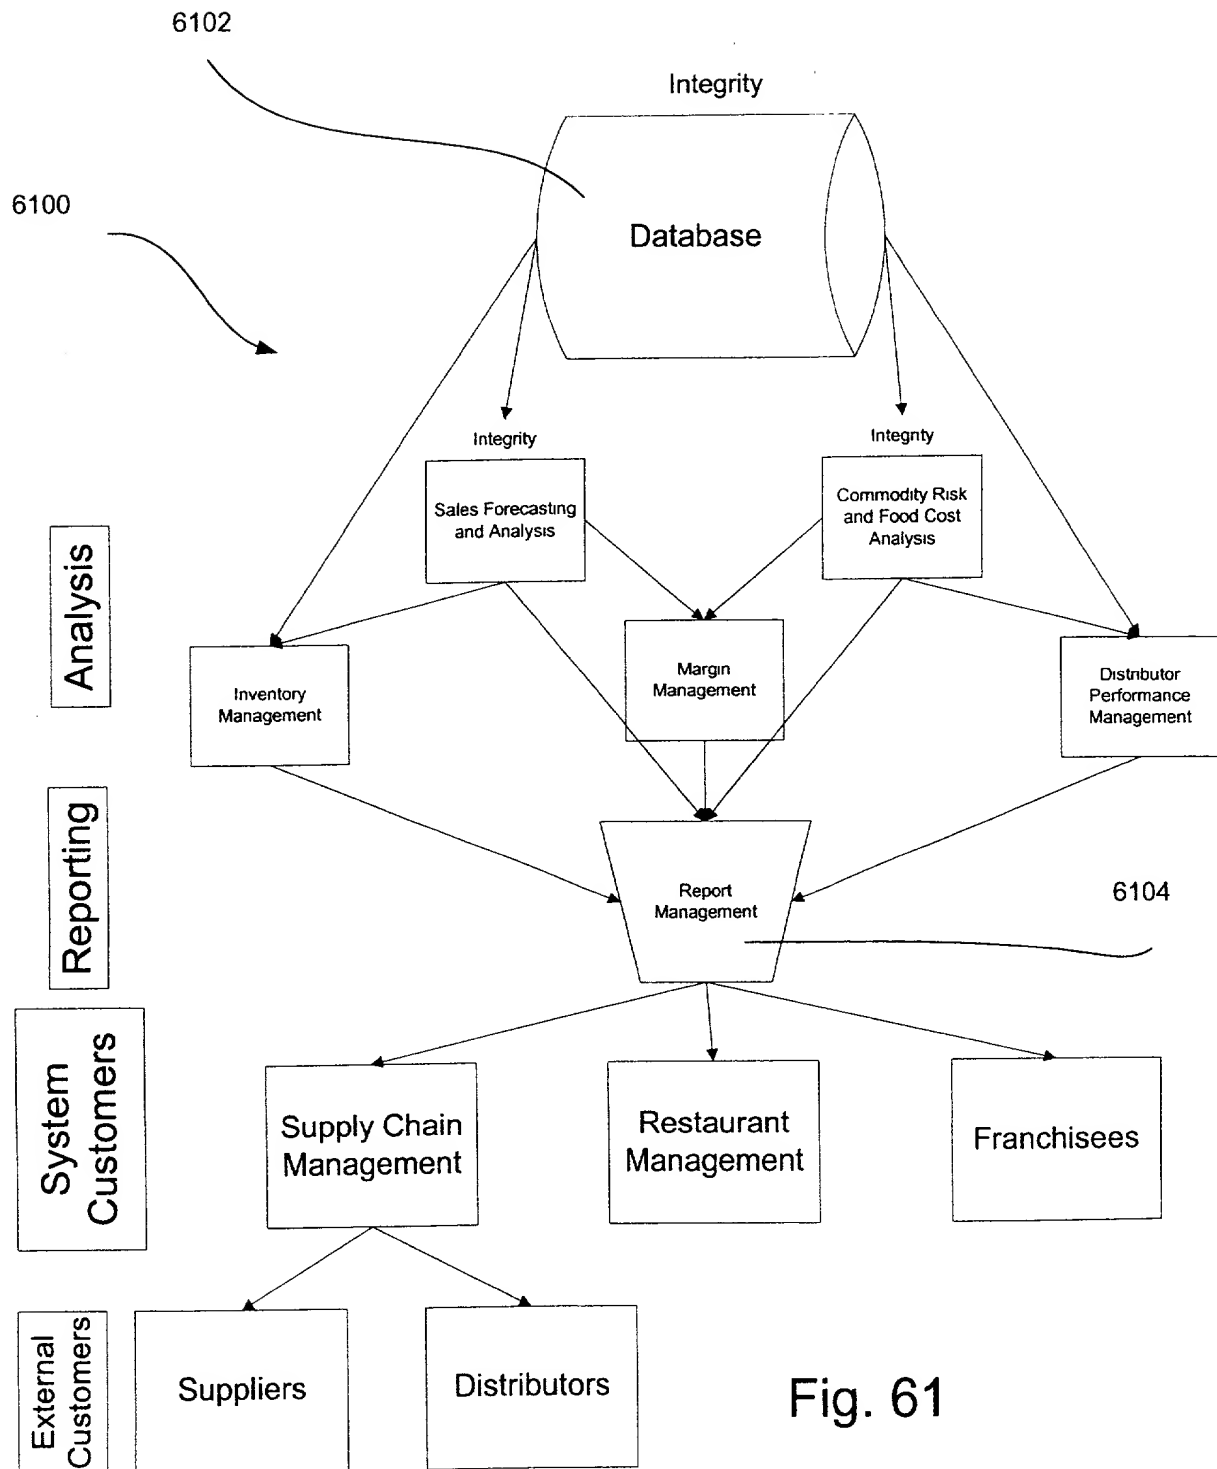 6102
Integrity
6100
Database
Integrity
Integrity
Sales Forecasting
and Analysis
Commodity Risk
and Food Cost
Analysis
Analysis
Inventory
Management
Margin
Management
Distributor
Performance
Management
Reporting
Report
Management
6104
System
Customers
Supply Chain
Management
Restaurant
Management
Franchisees
External
Customers
Suppliers
Distributors
Fig. 61